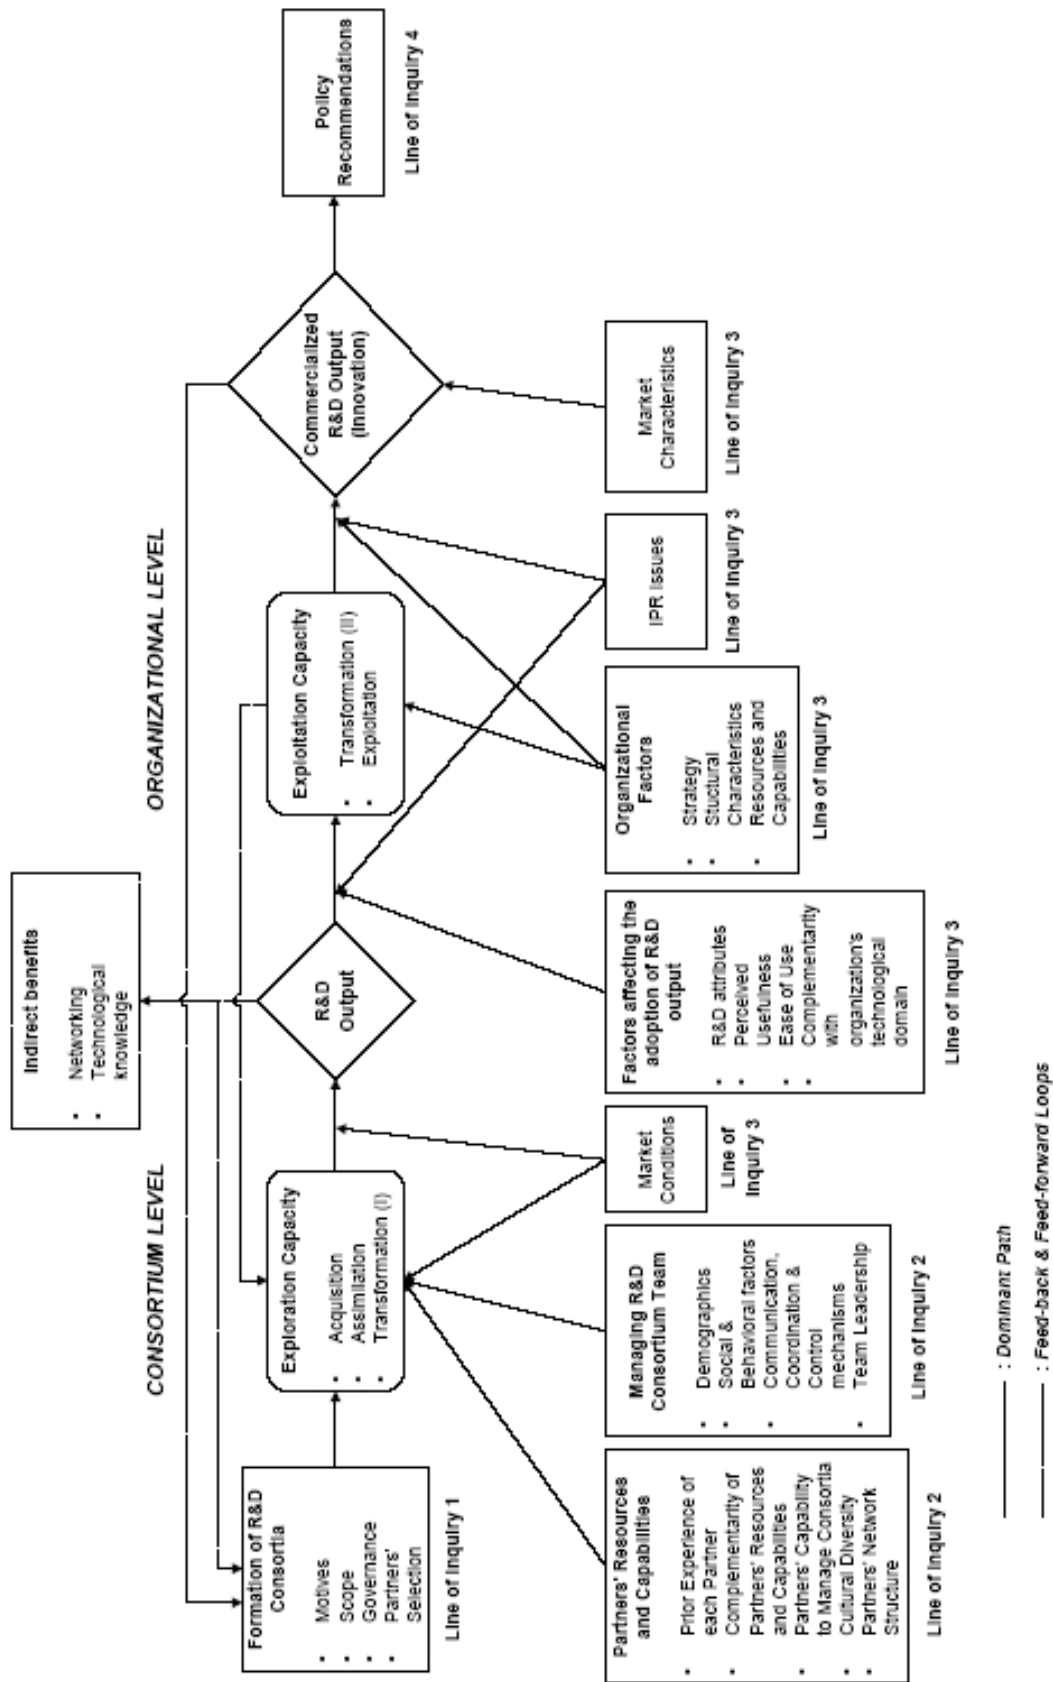 Indirect benefits
▪ Networking
▪ Technological
knowledge
CONSORTIUM LEVEL
ORGANIZATIONAL LEVEL
Formation of R&D
Consortia
▪ Motives
▪ Scope
▪ Governance
▪ Partners'
Selection
Line of Inquiry 1
Exploration Capacity
▪ Acquisition
▪ Assimilation
▪ Transformation (I)
R&D
Output
Exploitation Capacity
▪ Transformation (II)
▪ Exploitation
Commercialized
R&D Output
(Innovation)
Policy
Recommendations
Line of Inquiry 4
Partners' Resources
and Capabilities
▪ Prior Experience of
each Partner
▪ Complementarity of
Partners' Resources
and Capabilities
▪ Partners' Capability
to Manage Consortia
▪ Cultural Diversity
▪ Partners' Network
Structure
Line of Inquiry 2
Managing R&D
Consortium Team
▪ Demographics
▪ Social &
Behavioral factors
▪ Communication,
Coordination &
Control
mechanisms
▪ Team Leadership
Line of Inquiry 2
Market
Conditions
Line of
Inquiry 3
Factors affecting the
adoption of R&D
output
▪ R&D attributes
▪ Perceived
Usefulness
▪ Ease of Use
▪ Complementarity
with
organization's
technological
domain
Line of Inquiry 3
Organizational
Factors
▪ Strategy
▪ Stuctural
Characteristics
▪ Resources and
Capabilities
Line of Inquiry 3
IPR Issues
Line of Inquiry 3
Market
Characteristics
Line of Inquiry 3
: Dominant Path
: Feed-back & Feed-forward Loops